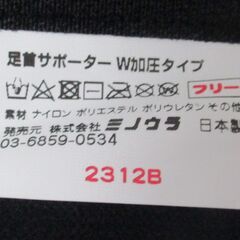 足首サポーター W加圧タイプ
フリー
素材 ナイロン ポリエステル ポリウレタン その他
発売元 株式会社ミノウラ 日本製
03-6859-0534
2312B